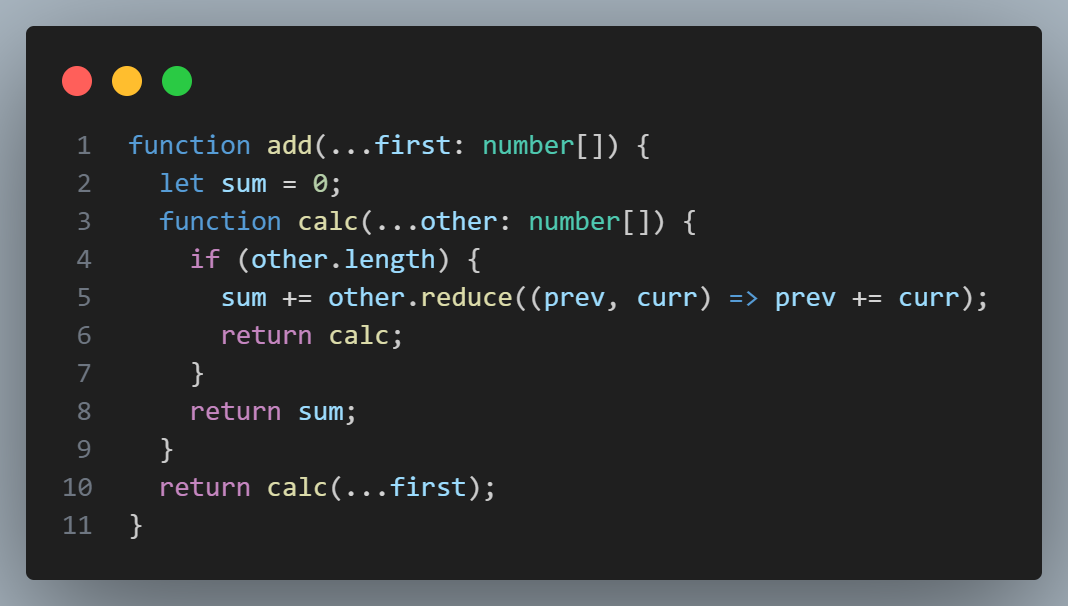 1 function add(...first: number[]) {
2   let sum = 0;
3   function calc(...other: number[]) {
4     if (other.length) {
5       sum += other.reduce((prev, curr) => prev += curr);
6       return calc;
7     }
8     return sum;
9   }
10   return calc(...first);
11 }